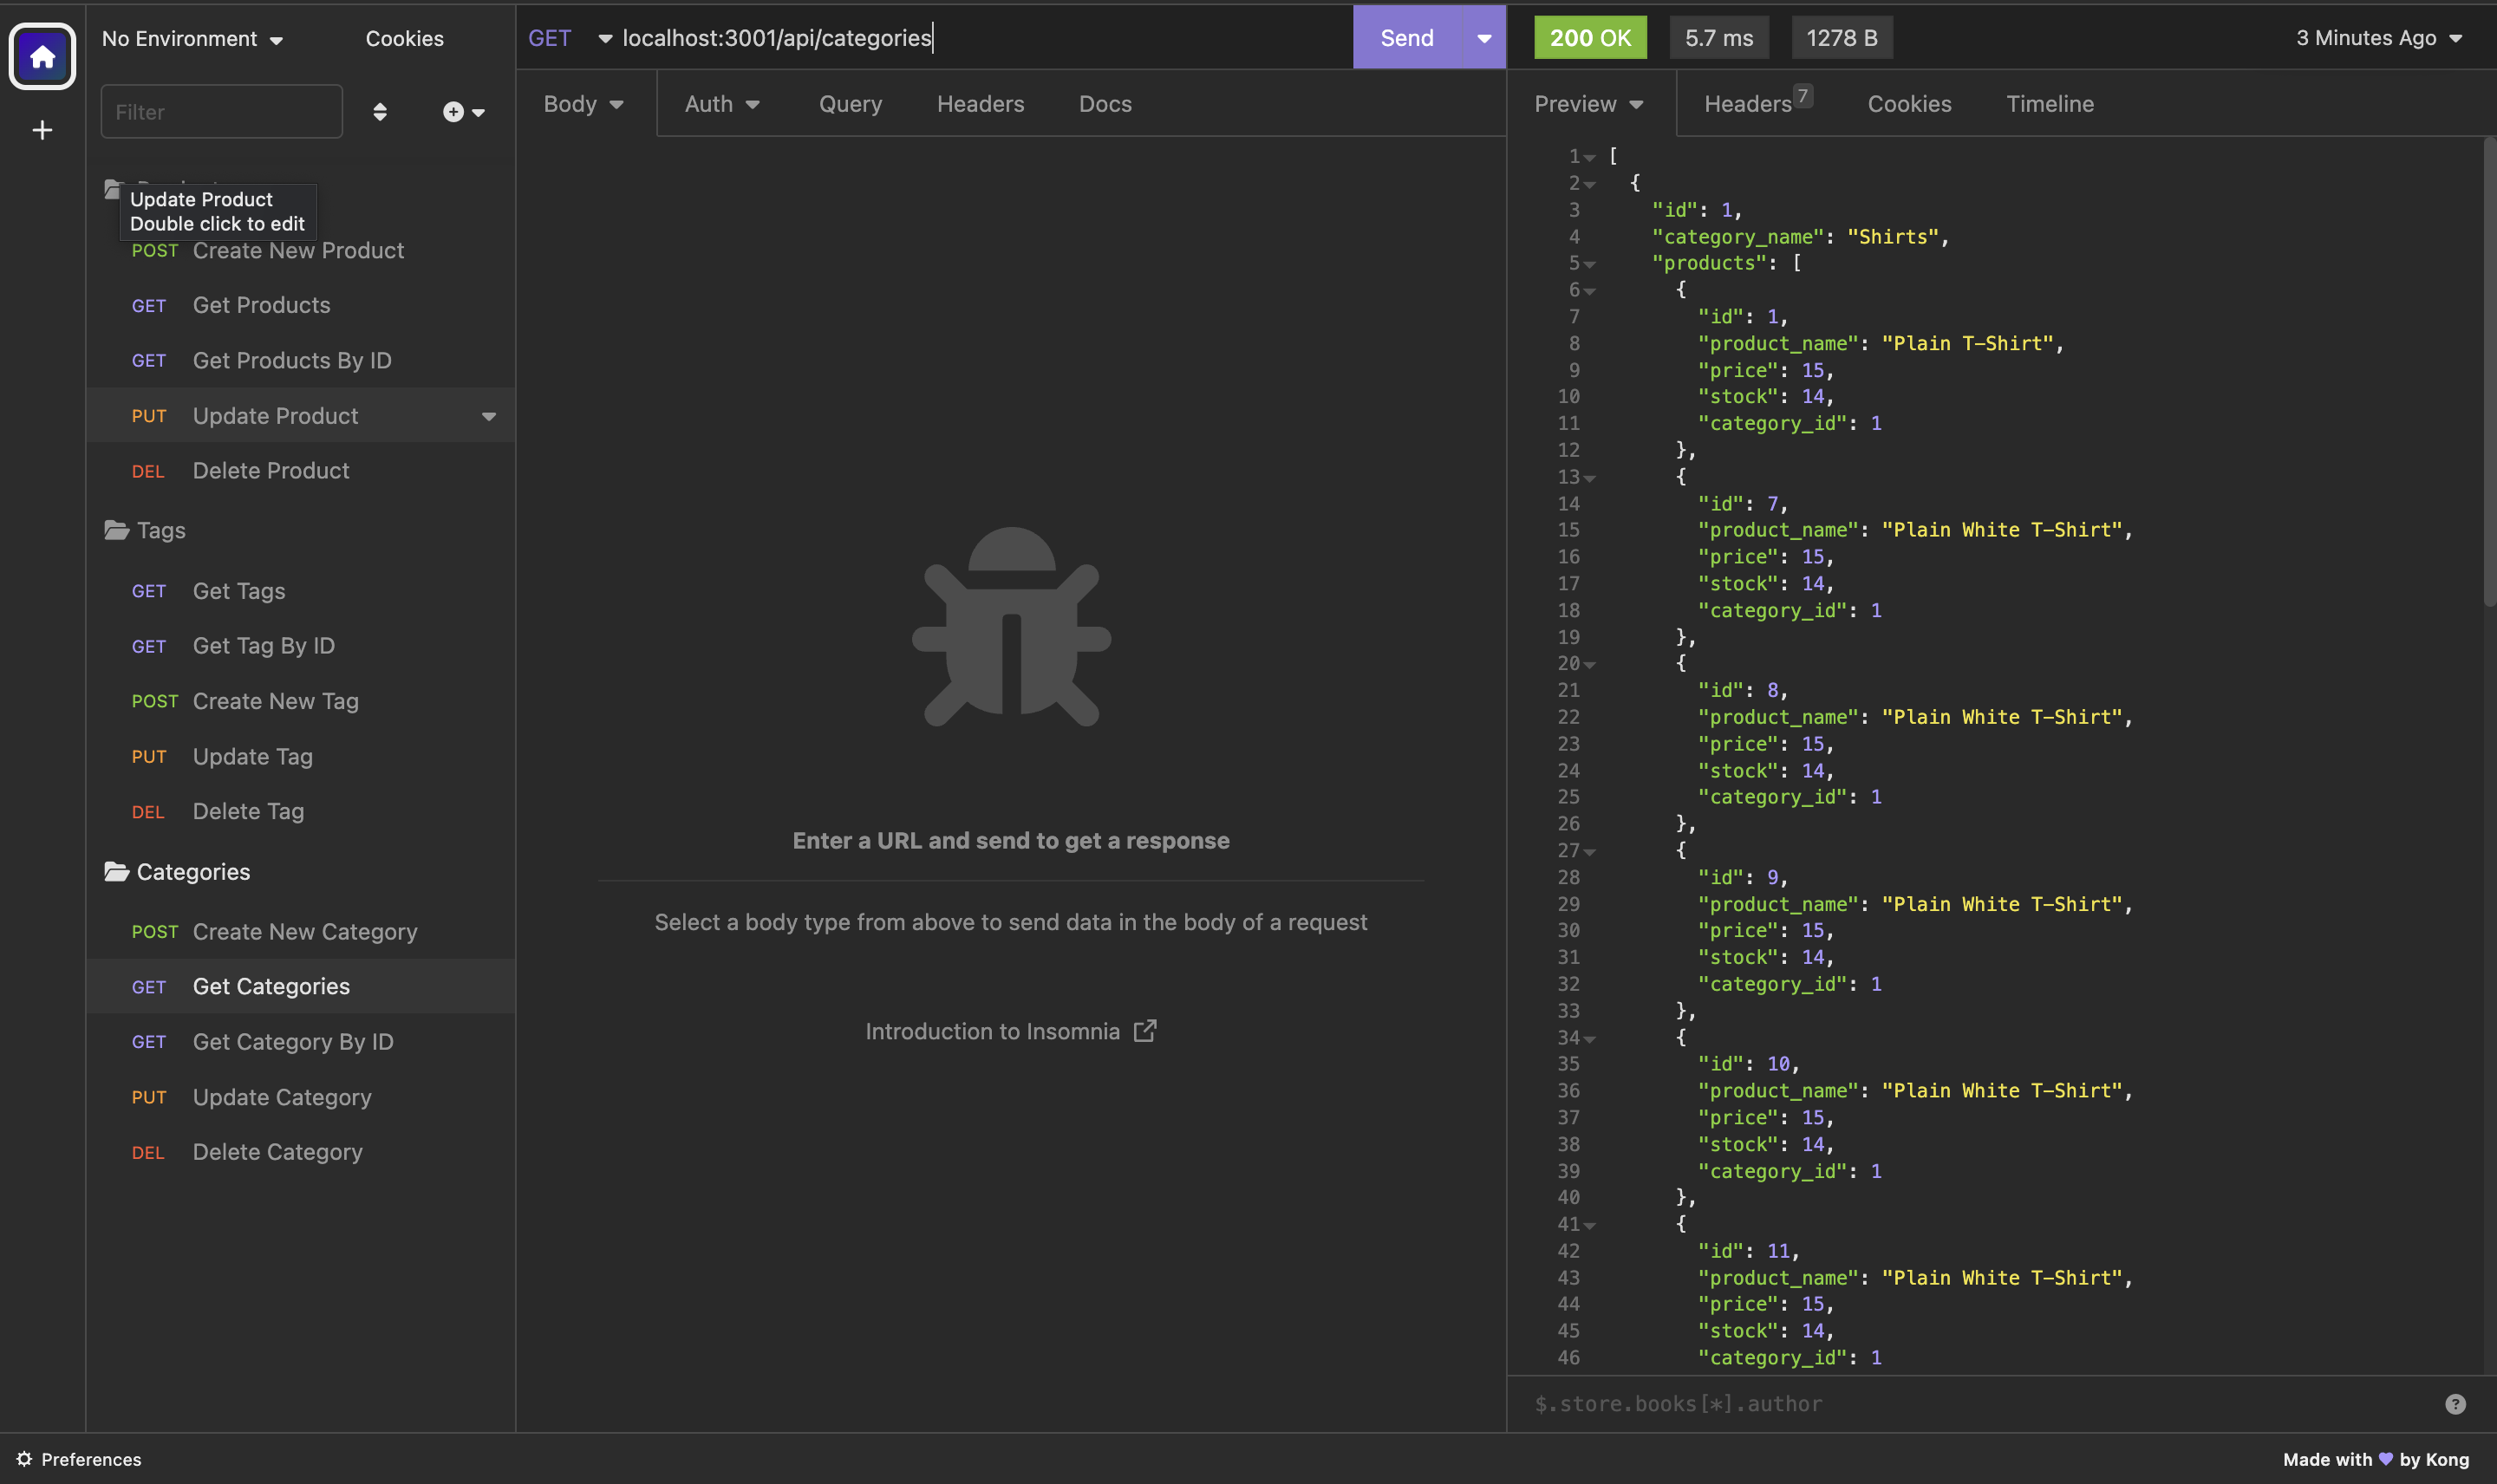 No Environment
Cookies
Filter
Update Product
Double click to edit
POST Create New Product
GET Get Products
GET Get Products By ID
PUT Update Product
DEL Delete Product
Tags
GET Get Tags
GET Get Tag By ID
POST Create New Tag
PUT Update Tag
DEL Delete Tag
Categories
POST Create New Category
GET Get Categories
GET Get Category By ID
PUT Update Category
DEL Delete Category
GET localhost:3001/api/categories
Send
Body Auth Query Headers Docs
Enter a URL and send to get a response
Select a body type from above to send data in the body of a request
Introduction to Insomnia
200 OK 5.7 ms 1278 B 3 Minutes Ago
Preview Headers 7 Cookies Timeline
1 [
2 {
3 "id": 1,
4 "category_name": "Shirts",
5 "products": [
6 {
7 "id": 1,
8 "product_name": "Plain T-Shirt",
9 "price": 15,
10 "stock": 14,
11 "category_id": 1
12 },
13 {
14 "id": 7,
15 "product_name": "Plain White T-Shirt",
16 "price": 15,
17 "stock": 14,
18 "category_id": 1
19 },
20 {
21 "id": 8,
22 "product_name": "Plain White T-Shirt",
23 "price": 15,
24 "stock": 14,
25 "category_id": 1
26 },
27 {
28 "id": 9,
29 "product_name": "Plain White T-Shirt",
30 "price": 15,
31 "stock": 14,
32 "category_id": 1
33 },
34 {
35 "id": 10,
36 "product_name": "Plain White T-Shirt",
37 "price": 15,
38 "stock": 14,
39 "category_id": 1
40 },
41 {
42 "id": 11,
43 "product_name": "Plain White T-Shirt",
44 "price": 15,
45 "stock": 14,
46 "category_id": 1
$.store.books[*].author
Preferences
Made with 💜 by Kong